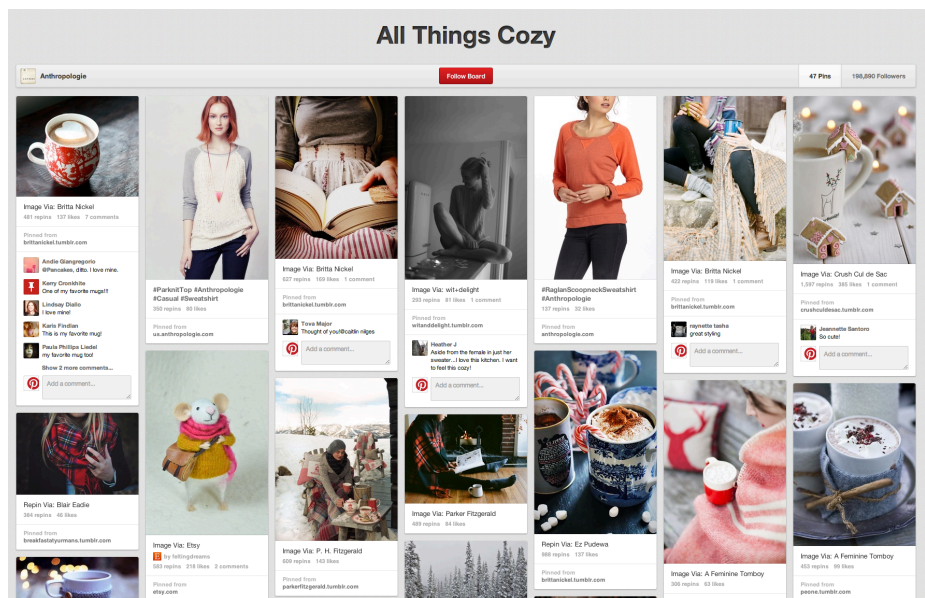 All Things Cozy
Anthropologie
Follow Board
47 Pins
198,890 Followers
Image Via: Britta Nickel
481 repins 137 likes 7 comments
Pinned from
brittanickel.tumblr.com
Andie Giangregorio
@Pancakes, ditto. I love mine.
Kerry Cronkhite
One of my favorite mugs!!!
Lindsay Diallo
I love mine!
Karis Findlan
This is my favorite mug!
Paula Phillips Liedel
my favorite mug too!
Show 2 more comments...
Add a comment...
Repin Via: Blair Eadie
384 repins 46 likes
breakfastatyurmans.tumblr.com
#ParknitTop #Anthropologie
#Casual #Sweatshirt
350 repins 60 likes
Pinned from
us.anthropologie.com
Image Via: Etsy
E by feltingdreams
583 repins 218 likes 2 comments
Pinned from
etsy.com
Image Via: Britta Nickel
637 repins 169 likes 1 comment
Pinned from
brittanickel.tumblr.com
Tova Major
Thought of you!@caitlin nilges
Add a comment...
Image Via: P. H. Fitzgerald
609 repins 143 likes
Pinned from
parkerfitzgerald.tumblr.com
Image Via: wit+delight
293 repins 81 likes 1 comment
Pinned from
witanddelight.tumblr.com
Heather J
Aside from the female in just her
sweater...I love this kitchen. I want
to feel this cozy!
Add a comment...
Image Via: Parker Fitzgerald
469 repins 84 likes
#RaglanScoopneckSweatshirt
#Anthropologie
137 repins 32 likes
Pinned from
anthropologie.com
Repin Via: Ez Pudewa
988 repins 137 likes
Pinned from
brittanickel.tumblr.com
Image Via: Britta Nickel
422 repins 119 likes 1 comment
Pinned from
brittanickel.tumblr.com
raynette tasha
great styling
Add a comment...
Image Via: A Feminine Tomboy
306 repins 63 likes
Image Via: Crush Cul de Sac
1,597 repins 385 likes 1 comment
Pinned from
crushculdesac.tumblr.com
Jeannette Santoro
So cute!
Add a comment...
Image Via: A Feminine Tomboy
453 repins 99 likes
Pinned from
peone.tumblr.com